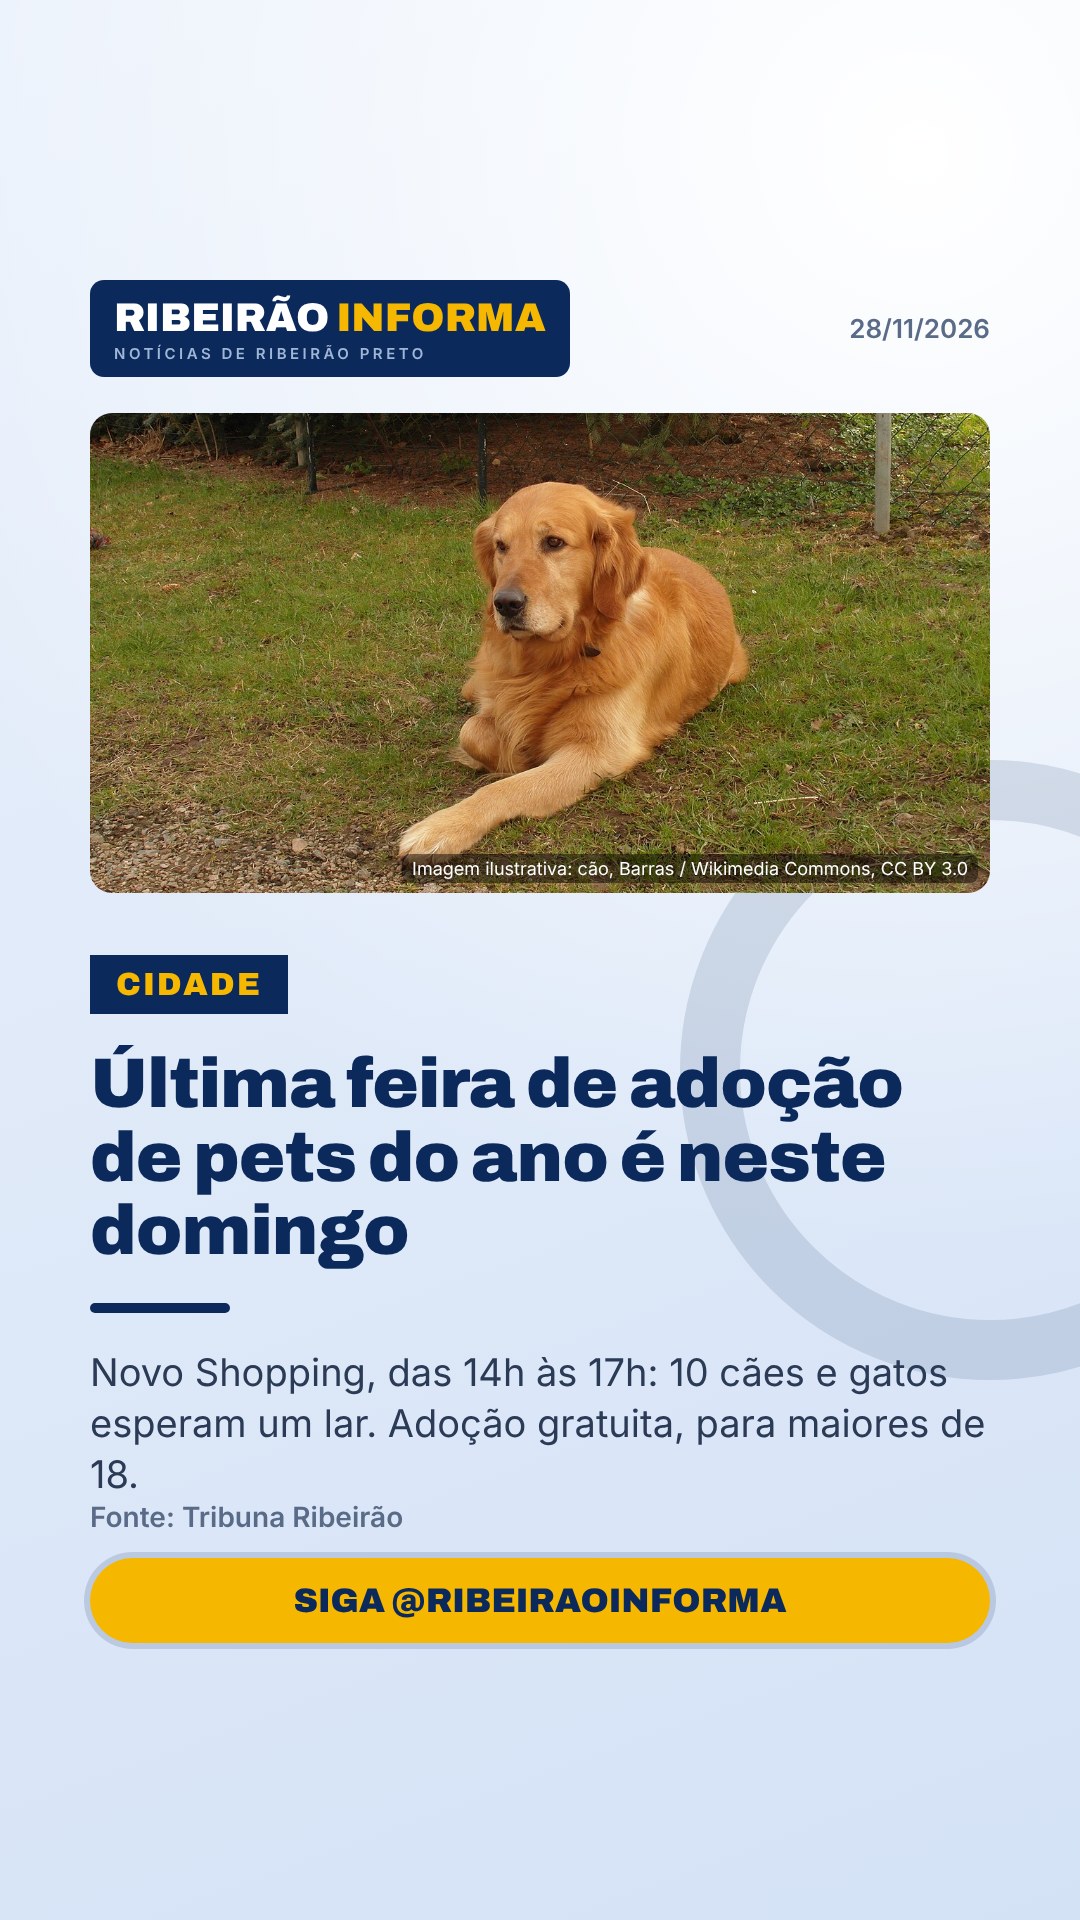 RIBEIRÃO INFORMA
NOTÍCIAS DE RIBEIRÃO PRETO
28/11/2026
Imagem ilustrativa: cão, Barras / Wikimedia Commons, CC BY 3.0
CIDADE
Última feira de adoção
de pets do ano é neste
domingo
Novo Shopping, das 14h às 17h: 10 cães e gatos
esperam um lar. Adoção gratuita, para maiores de
18.
Fonte: Tribuna Ribeirão
SIGA @RIBEIRAOINFORMA